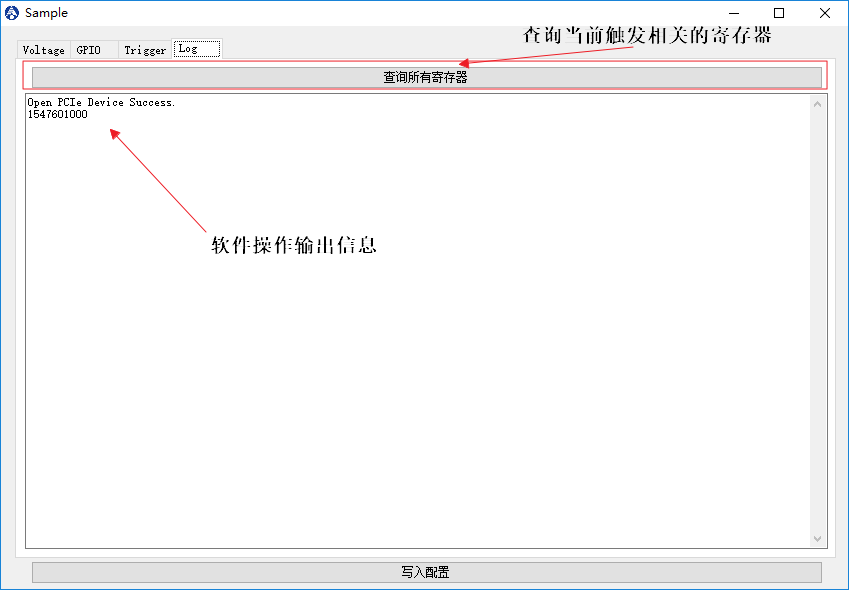 Sample
查询当前触发相关的寄存器
Voltage GPIO Trigger Log
查询所有寄存器
Open PCIe Device Success.
1547601000
软件操作输出信息
写入配置